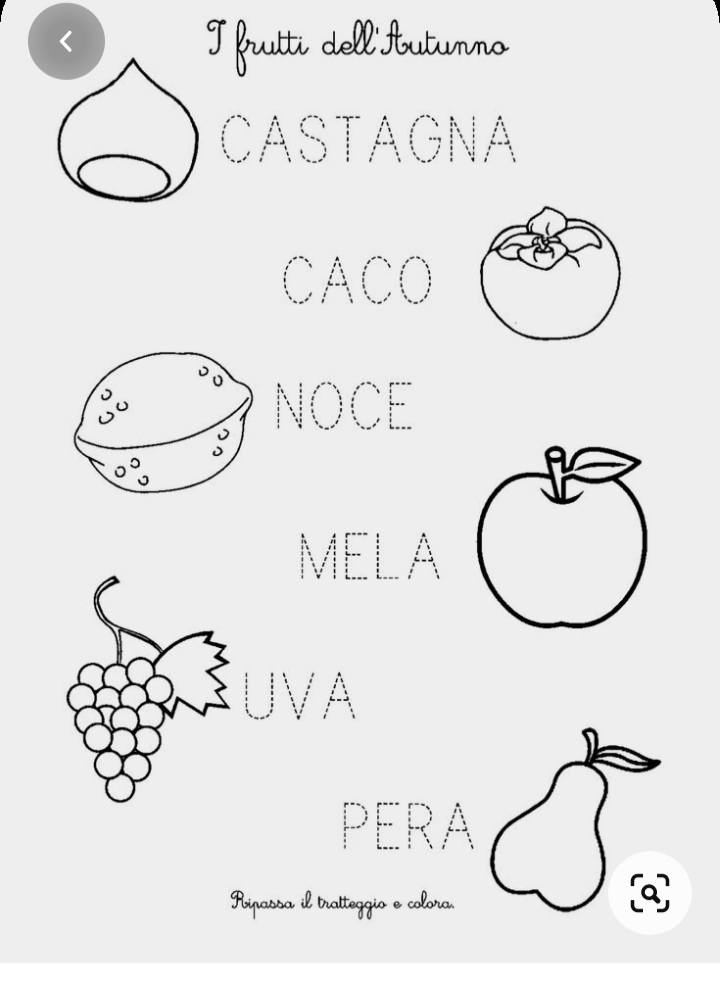 I frutti dell'Autunno
CASTAGNA
CACO
NOCE
MELA
UVA
PERA
Ripassa il tratteggio e colora.